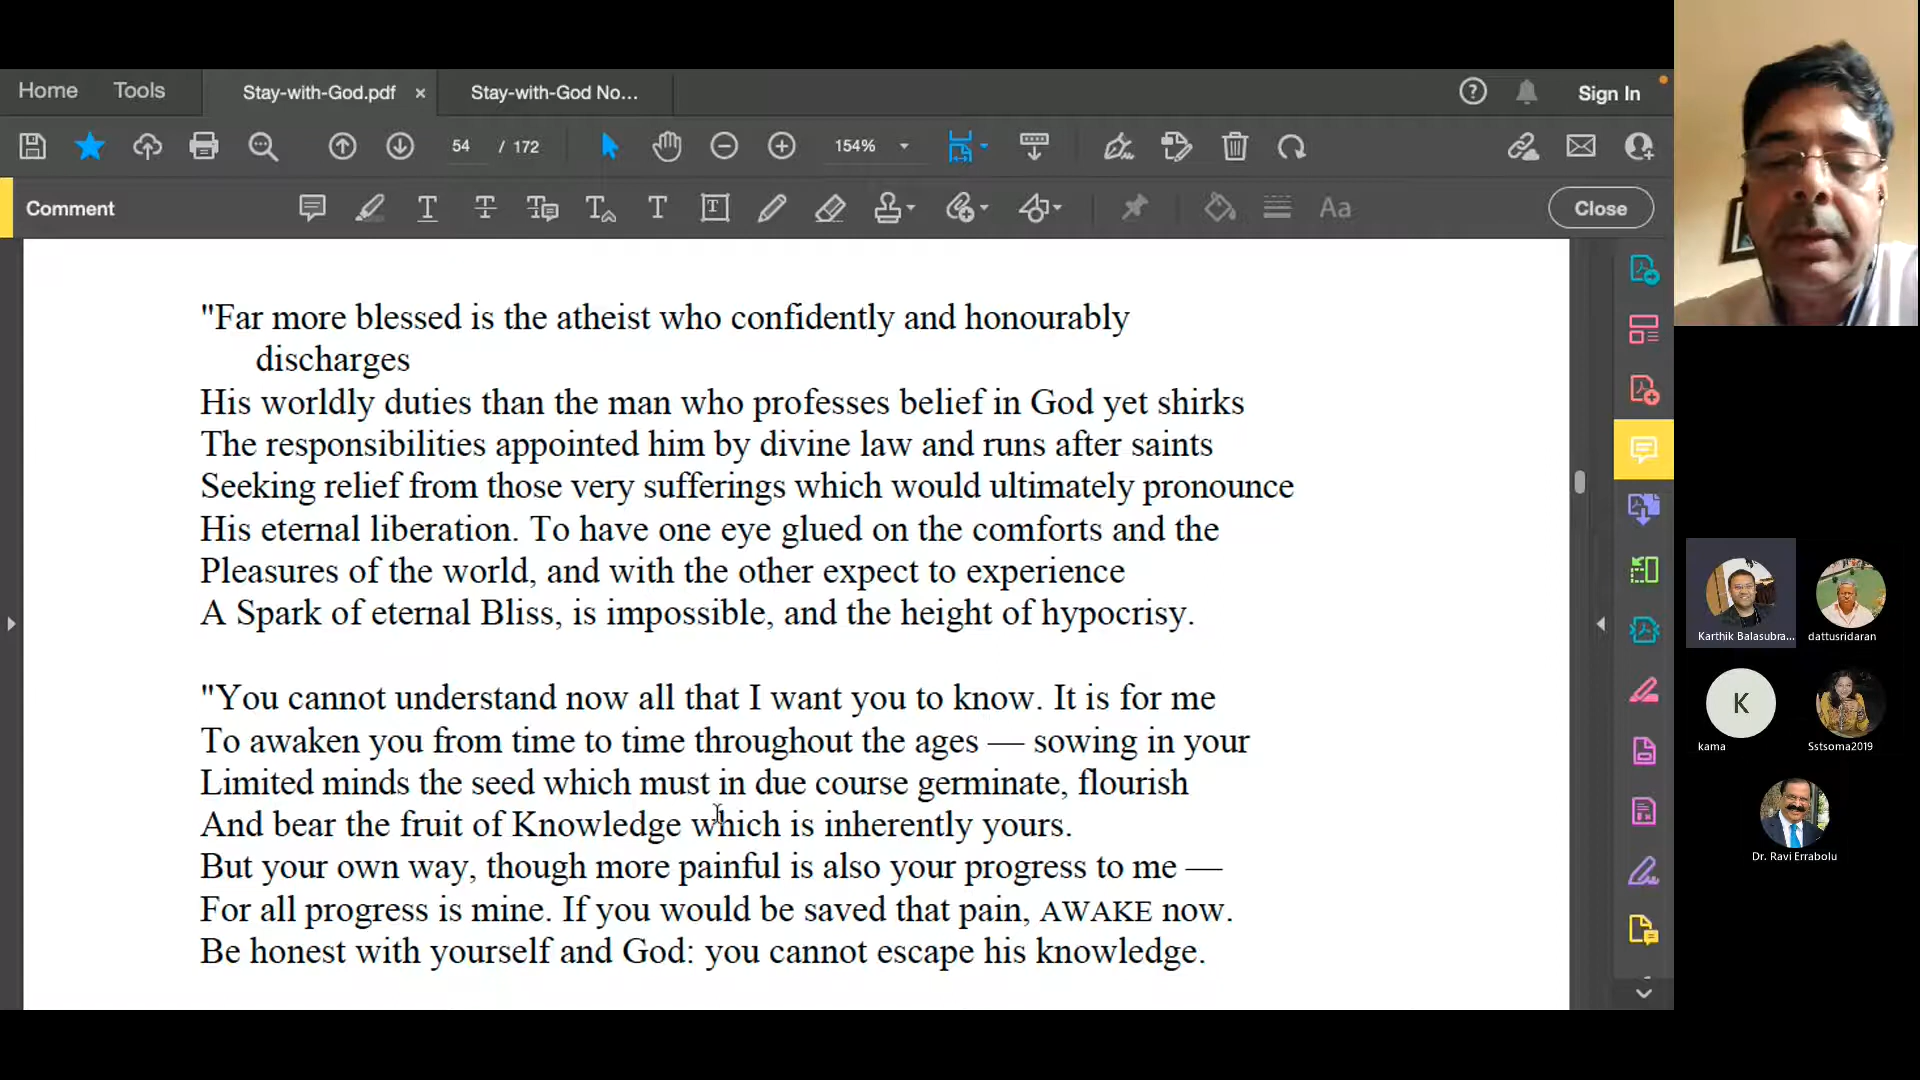 Home
Tools
Stay-with-God.pdf
Stay-with-God No...
Sign In
54 / 172
154%
Comment
Close
"Far more blessed is the atheist who confidently and honourably
discharges
His worldly duties than the man who professes belief in God yet shirks
The responsibilities appointed him by divine law and runs after saints
Seeking relief from those very sufferings which would ultimately pronounce
His eternal liberation. To have one eye glued on the comforts and the
Pleasures of the world, and with the other expect to experience
A Spark of eternal Bliss, is impossible, and the height of hypocrisy.
"You cannot understand now all that I want you to know. It is for me
To awaken you from time to time throughout the ages — sowing in your
Limited minds the seed which must in due course germinate, flourish
And bear the fruit of Knowledge which is inherently yours.
But your own way, though more painful is also your progress to me —
For all progress is mine. If you would be saved that pain, AWAKE now.
Be honest with yourself and God: you cannot escape his knowledge.
Karthik Balasubra...
dattusridaran
K
kama
Sstsoma2019
Dr. Ravi Errabolu